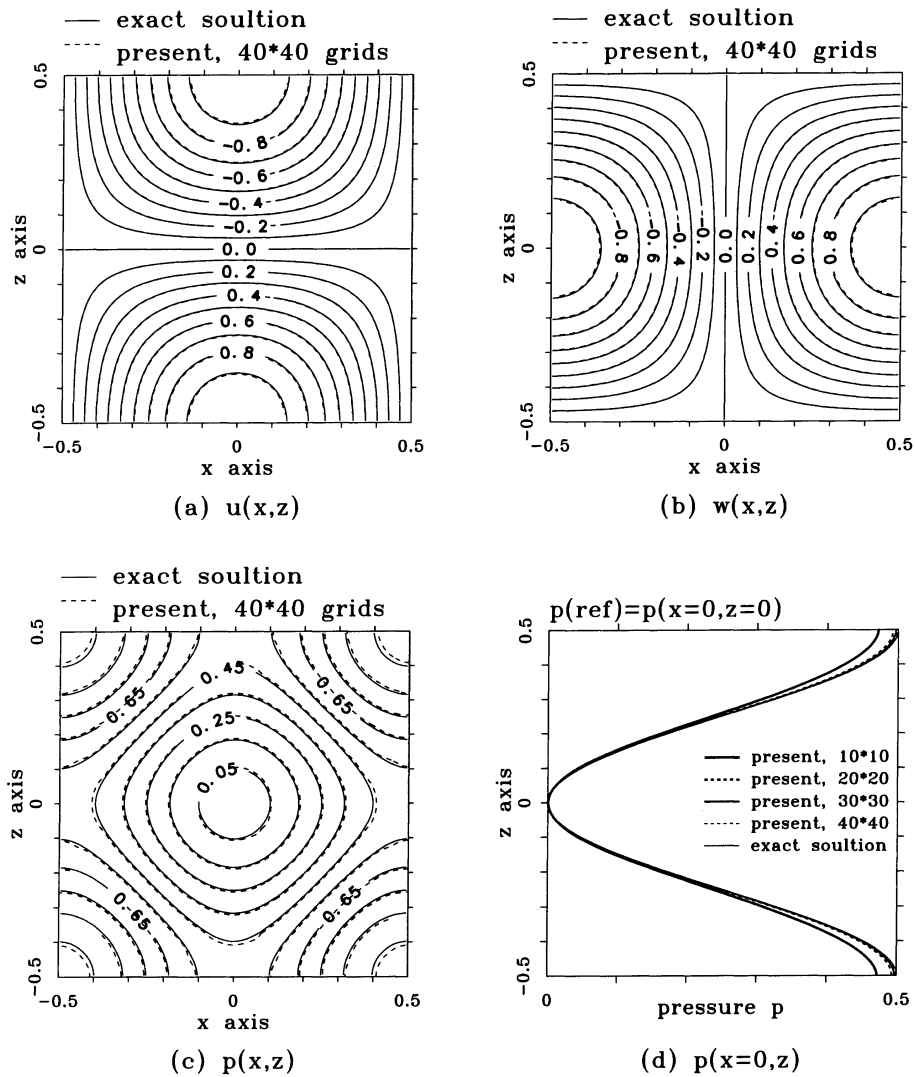 exact soultion
present, 40*40 grids
0.5
0
-0.5
z axis
-0.8
-0.6
-0.4
-0.2
0.0
0.2
0.4
0.6
0.8
-0.5
0
0.5
x axis
(a) u(x,z)
exact soultion
present, 40*40 grids
0.5
0
-0.5
z axis
-0.8
-0.6
-0.4
-0.2
0.0
0.2
0.4
0.6
0.8
-0.5
0
0.5
x axis
(b) w(x,z)
exact soultion
present, 40*40 grids
0.5
0
-0.5
z axis
0.65
0.45
0.65
0.25
0.05
0.65
0.65
-0.5
0
0.5
x axis
(c) p(x,z)
p(ref)=p(x=0,z=0)
0.5
0
-0.5
z axis
present, 10*10
present, 20*20
present, 30*30
present, 40*40
exact soultion
0
0.5
pressure p
(d) p(x=0,z)